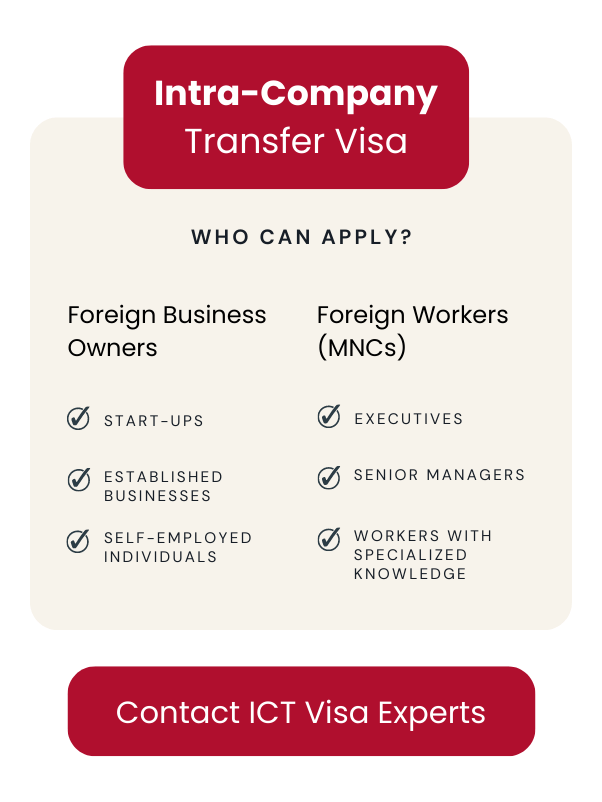 Intra-Company
Transfer Visa
WHO CAN APPLY?
Foreign Business
Owners
START-UPS
ESTABLISHED
BUSINESSES
SELF-EMPLOYED
INDIVIDUALS
Foreign Workers
(MNCs)
EXECUTIVES
SENIOR MANAGERS
WORKERS WITH
SPECIALIZED
KNOWLEDGE
Contact ICT Visa Experts